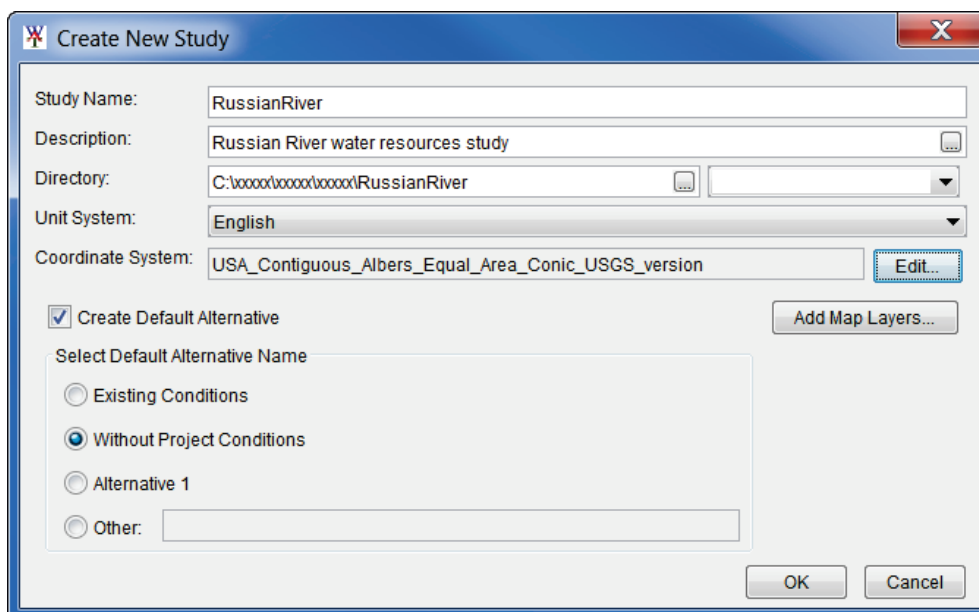 Create New Study
Study Name: RussianRiver
Description: Russian River water resources study ...
Directory: C:\xxxxx\xxxxx\xxxxx\RussianRiver ...
Unit System: English
Coordinate System: USA_Contiguous_Albers_Equal_Area_Conic_USGS_version Edit...
Create Default Alternative Add Map Layers...
Select Default Alternative Name
Existing Conditions
Without Project Conditions
Alternative 1
Other:
OK Cancel